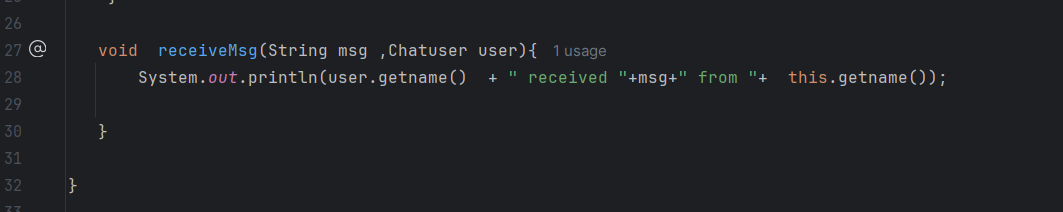 26
27 @ void  receiveMsg(String msg ,Chatuser user){ 1 usage
28 System.out.println(user.getname()  + " received "+msg+" from "+  this.getname());
29
30 }
31
32 }